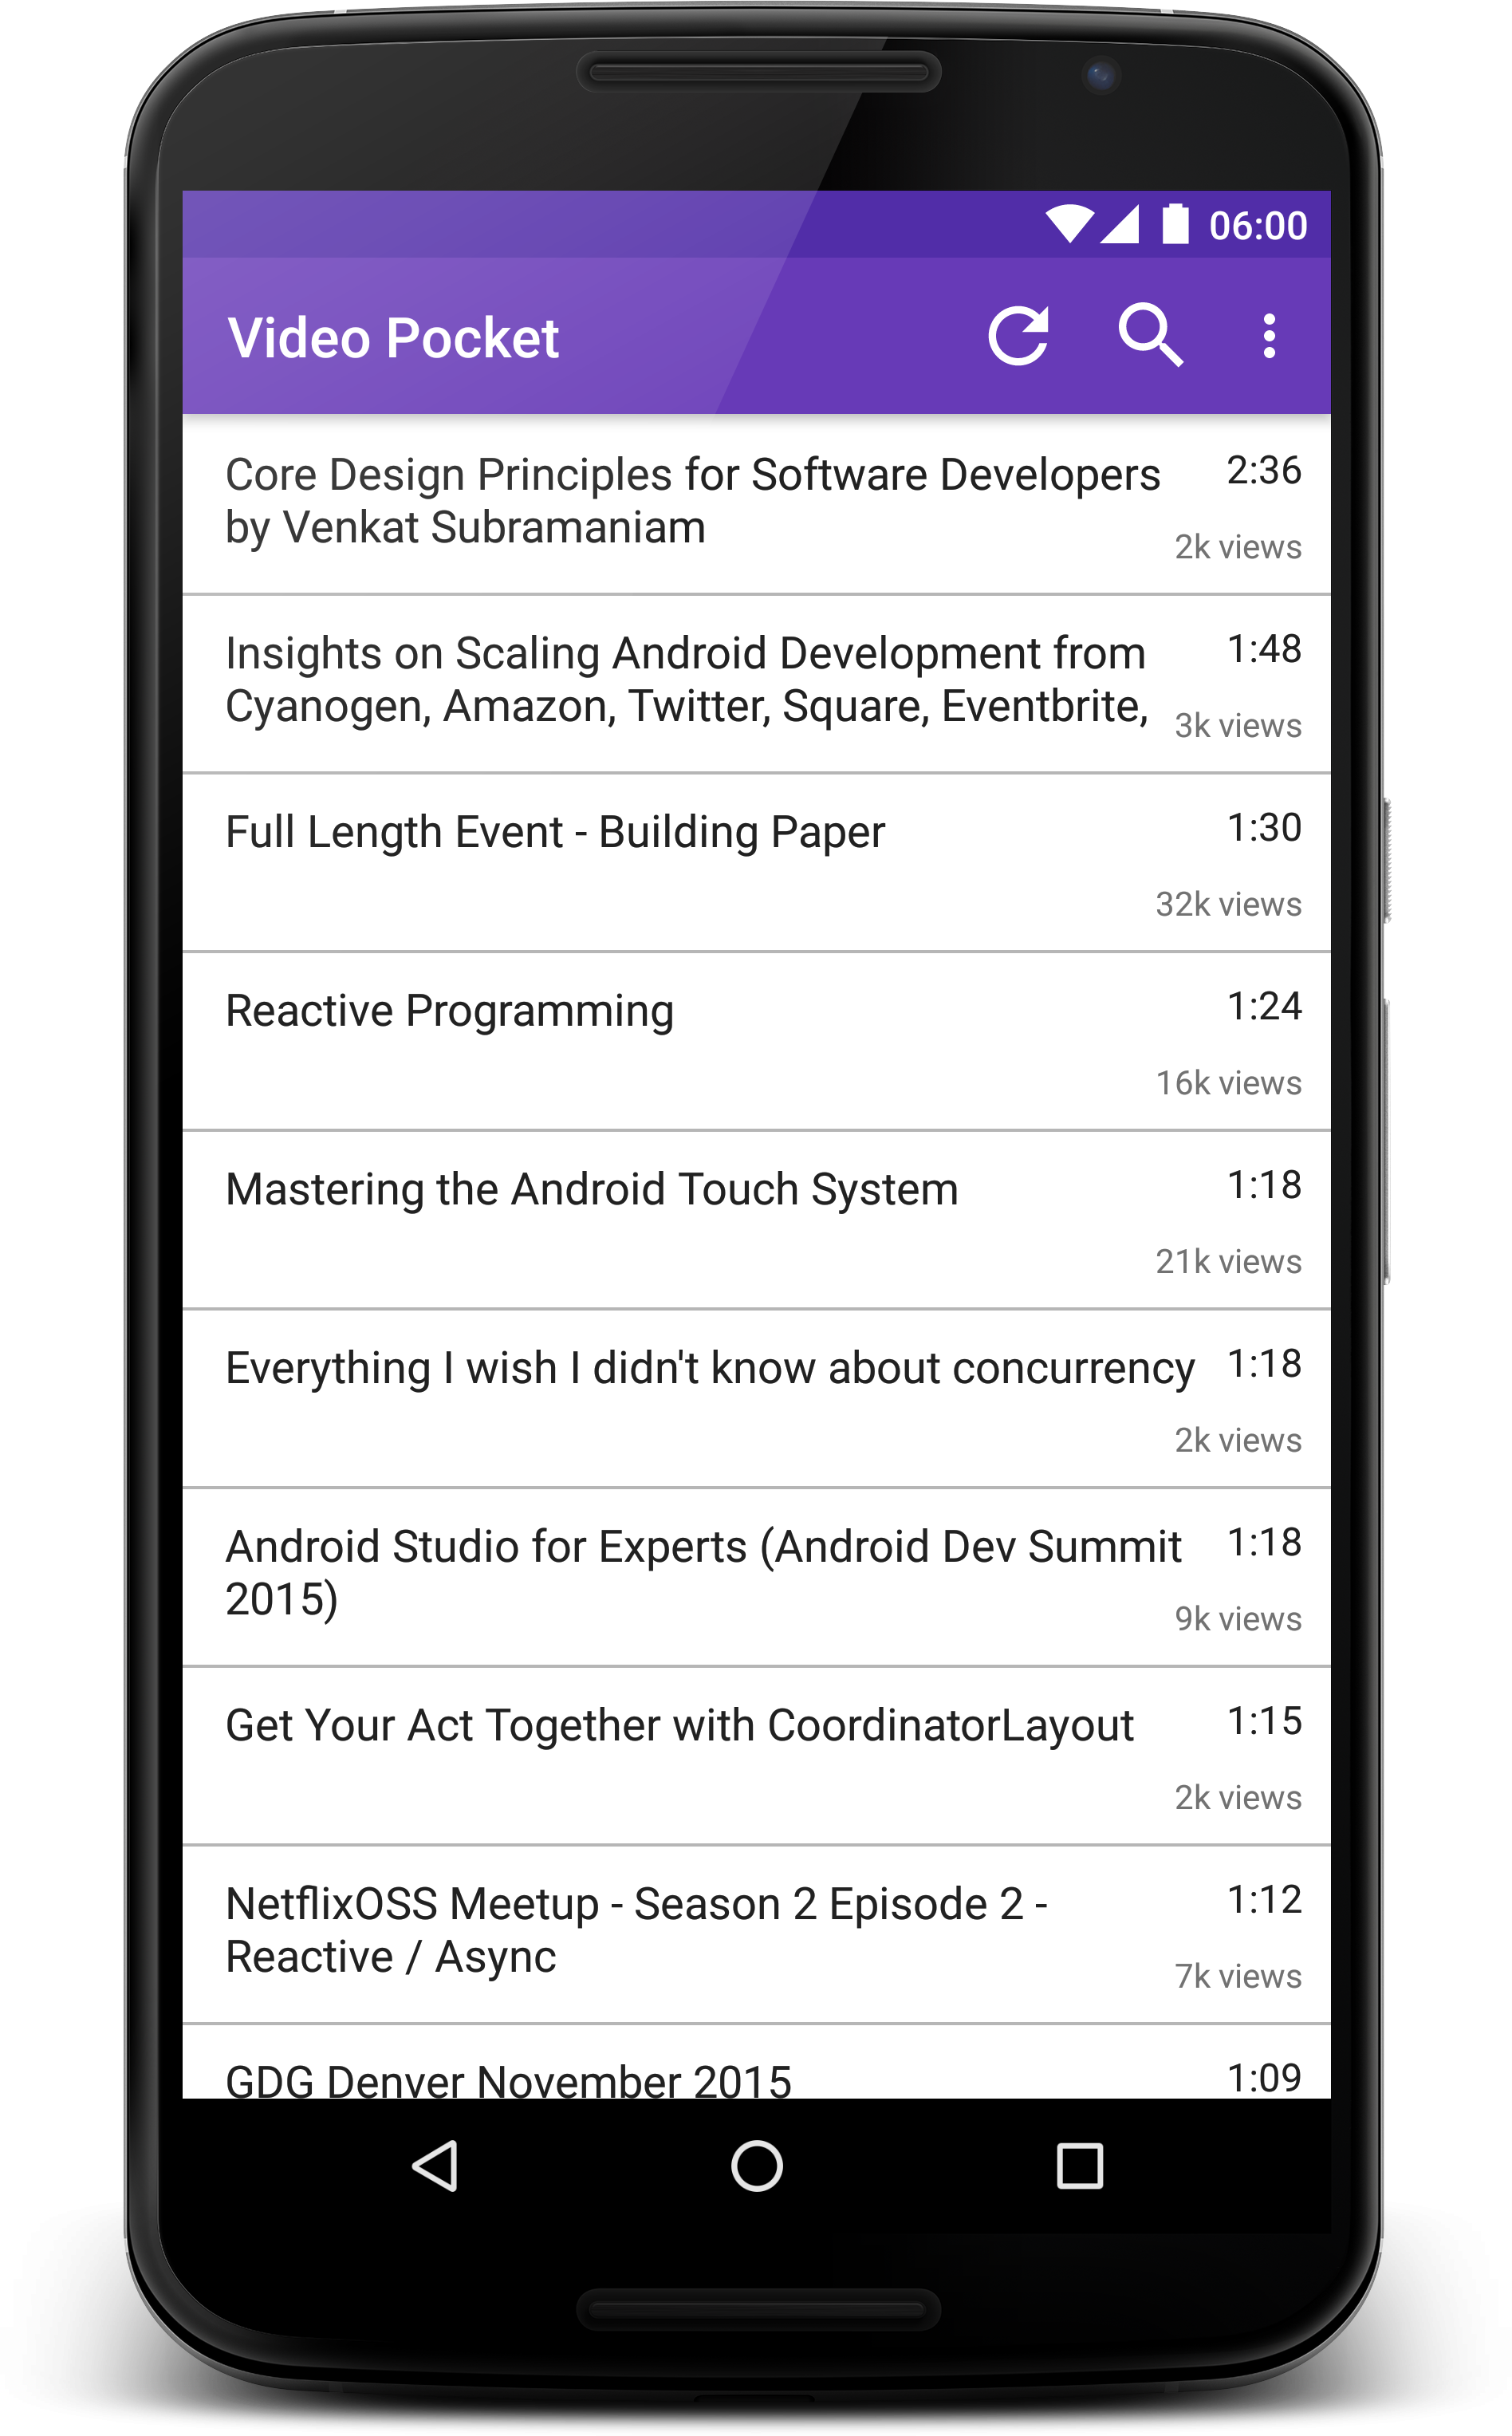 06:00
Video Pocket
Core Design Principles for Software Developers
by Venkat Subramaniam
2:36
2k views
Insights on Scaling Android Development from
Cyanogen, Amazon, Twitter, Square, Eventbrite,
1:48
3k views
Full Length Event - Building Paper
1:30
32k views
Reactive Programming
1:24
16k views
Mastering the Android Touch System
1:18
21k views
Everything I wish I didn't know about concurrency
1:18
2k views
Android Studio for Experts (Android Dev Summit
2015)
1:18
9k views
Get Your Act Together with CoordinatorLayout
1:15
2k views
NetflixOSS Meetup - Season 2 Episode 2 -
Reactive / Async
1:12
7k views
GDG Denver November 2015
1:09